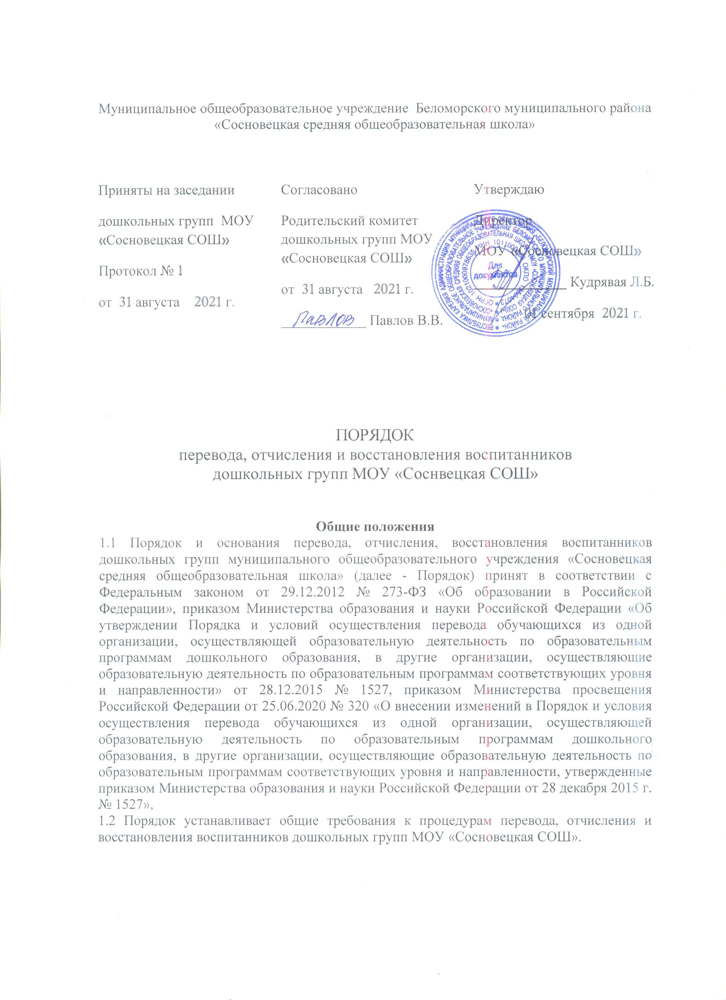 Муниципальное общеобразовательное учреждение Беломорского муниципального района
«Сосновецкая средняя общеобразовательная школа»
Приняты на заседании
дошкольных групп МОУ
«Сосновецкая СОШ»
Протокол № 1
от 31 августа 2021 г.
Согласовано
Родительский комитет
дошкольных групп МОУ
«Сосновецкая СОШ»
от 31 августа 2021 г.
Павлов Павлов В.В.
Утверждаю
Директор
МОУ «Сосновецкая СОШ»
Кудрявая Л.Б.
01 сентября 2021 г.
Для
документов
ПОРЯДОК
перевода, отчисления и восстановления воспитанников
дошкольных групп МОУ «Соснвецкая СОШ»
Общие положения
1.1 Порядок и основания перевода, отчисления, восстановления воспитанников
дошкольных групп муниципального общеобразовательного учреждения «Сосновецкая
средняя общеобразовательная школа» (далее - Порядок) принят в соответствии с
Федеральным законом от 29.12.2012 № 273-ФЗ «Об образовании в Российской
Федерации», приказом Министерства образования и науки Российской Федерации «Об
утверждении Порядка и условий осуществления перевода обучающихся из одной
организации, осуществляющей образовательную деятельность по образовательным
программам дошкольного образования, в другие организации, осуществляющие
образовательную деятельность по образовательным программам соответствующих уровня
и направленности» от 28.12.2015 № 1527, приказом Министерства просвещения
Российской Федерации от 25.06.2020 № 320 «О внесении изменений в Порядок и условия
осуществления перевода обучающихся из одной организации, осуществляющей
образовательную деятельность по образовательным программам дошкольного
образования, в другие организации, осуществляющие образовательную деятельность по
образовательным программам соответствующих уровня и направленности, утвержденные
приказом Министерства образования и науки Российской Федерации от 28 декабря 2015 г.
№ 1527»,
1.2 Порядок устанавливает общие требования к процедурам перевода, отчисления и
восстановления воспитанников дошкольных групп МОУ «Сосновецкая СОШ».